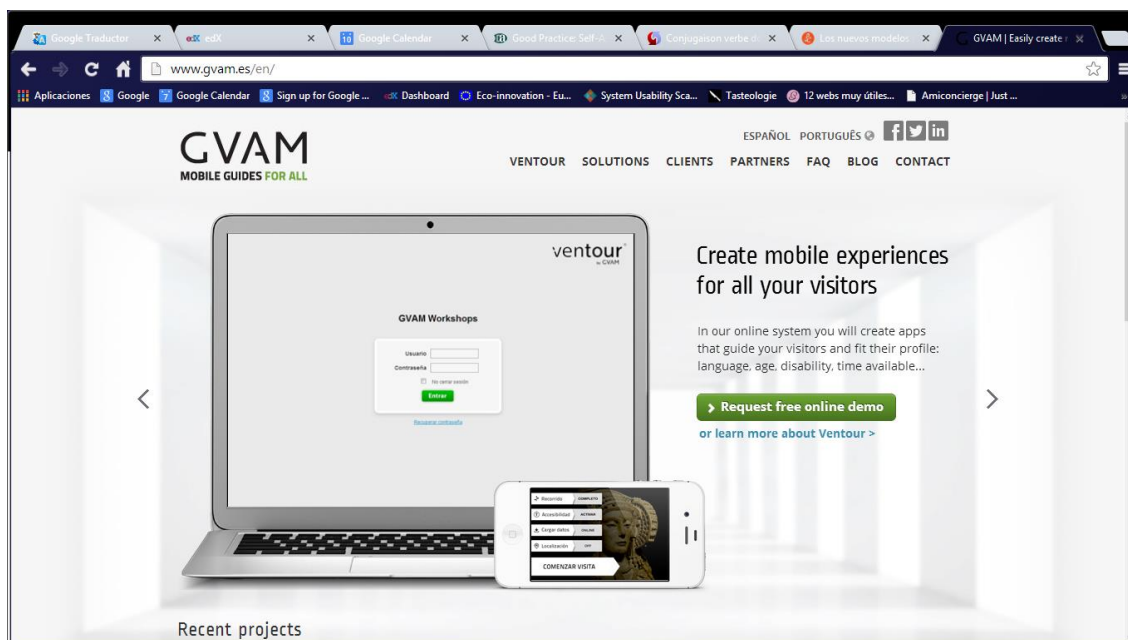 Google Traductor
edX
Google Calendar
Good Practice: Self-A
Conjugaison verbe d
Los nuevos modelos
GVAM | Easily create
www.gvam.es/en/
Aplicaciones
Google
Google Calendar
Sign up for Google ...
Dashboard
Eco-innovation - Eu...
System Usability Sca...
Tasteologie
12 webs muy útiles...
Amiconcierge | Just ...
GVAM
MOBILE GUIDES FOR ALL
ESPAÑOL PORTUGUÊS
VENTOUR SOLUTIONS CLIENTS PARTNERS FAQ BLOG CONTACT
ventour
by GVAM
GVAM Workshops
Usuario
Contraseña
No cerrar sesión
Entrar
Recuperar contraseña
Create mobile experiences
for all your visitors
In our online system you will create apps
that guide your visitors and fit their profile:
language, age, disability, time available...
Request free online demo
or learn more about Ventour >
Recorrido COMPLETO
Accesibilidad ACTIVAR
Cargar datos ONLINE
Localización OFF
COMENZAR VISITA
Recent projects